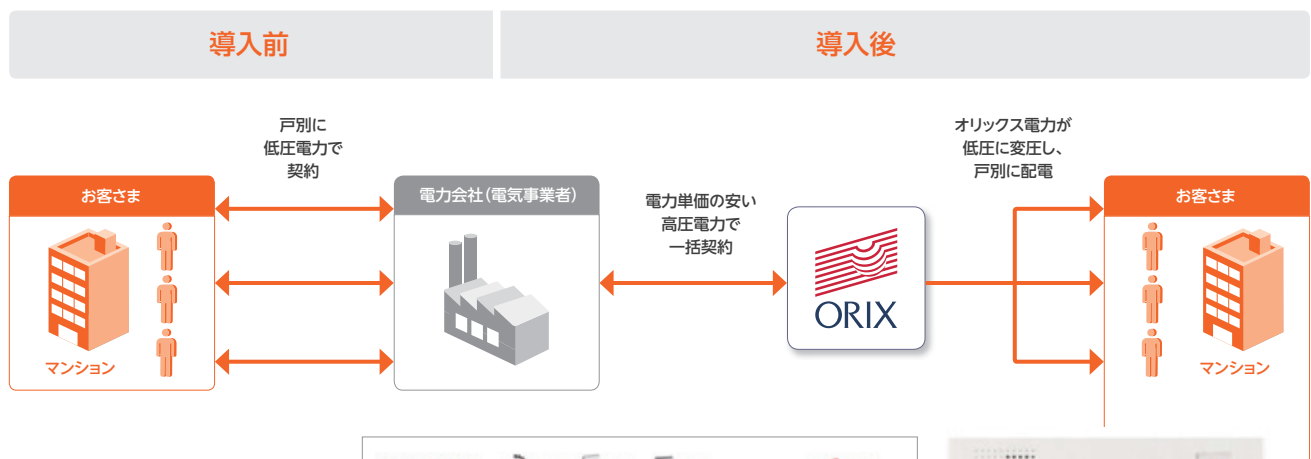 導入前
導入後
戸別に
低圧電力で
契約
オリックス電力が
低圧に変圧し、
戸別に配電
お客さま
電力会社（電気事業者）
電力単価の安い
高圧電力で
一括契約
お客さま
ORIX
マンション
マンション